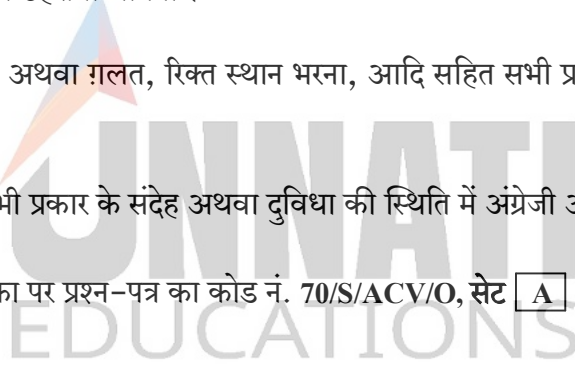 अथवा ग़लत, रिक्त स्थान भरना, आदि सहित सभी
प्रकार के संदेह अथवा दुविधा की स्थिति में अंग्रेजी
पर प्रश्न-पत्र का कोड नं. 70/S/ACV/O, सेट A
UNNATI
EDUCATIONS